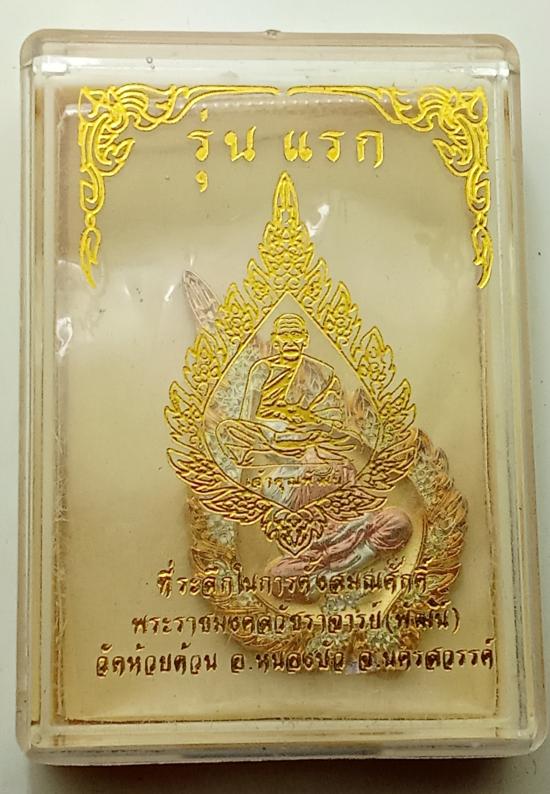 รุ่น แรก
ที่ระลึกในการตั้งสมณศักดิ์
พระราชมงคลวัชราจารย์(พัฒน์)
วัดห้วยด้วน อ.หนองบัว จ.นครสวรรค์